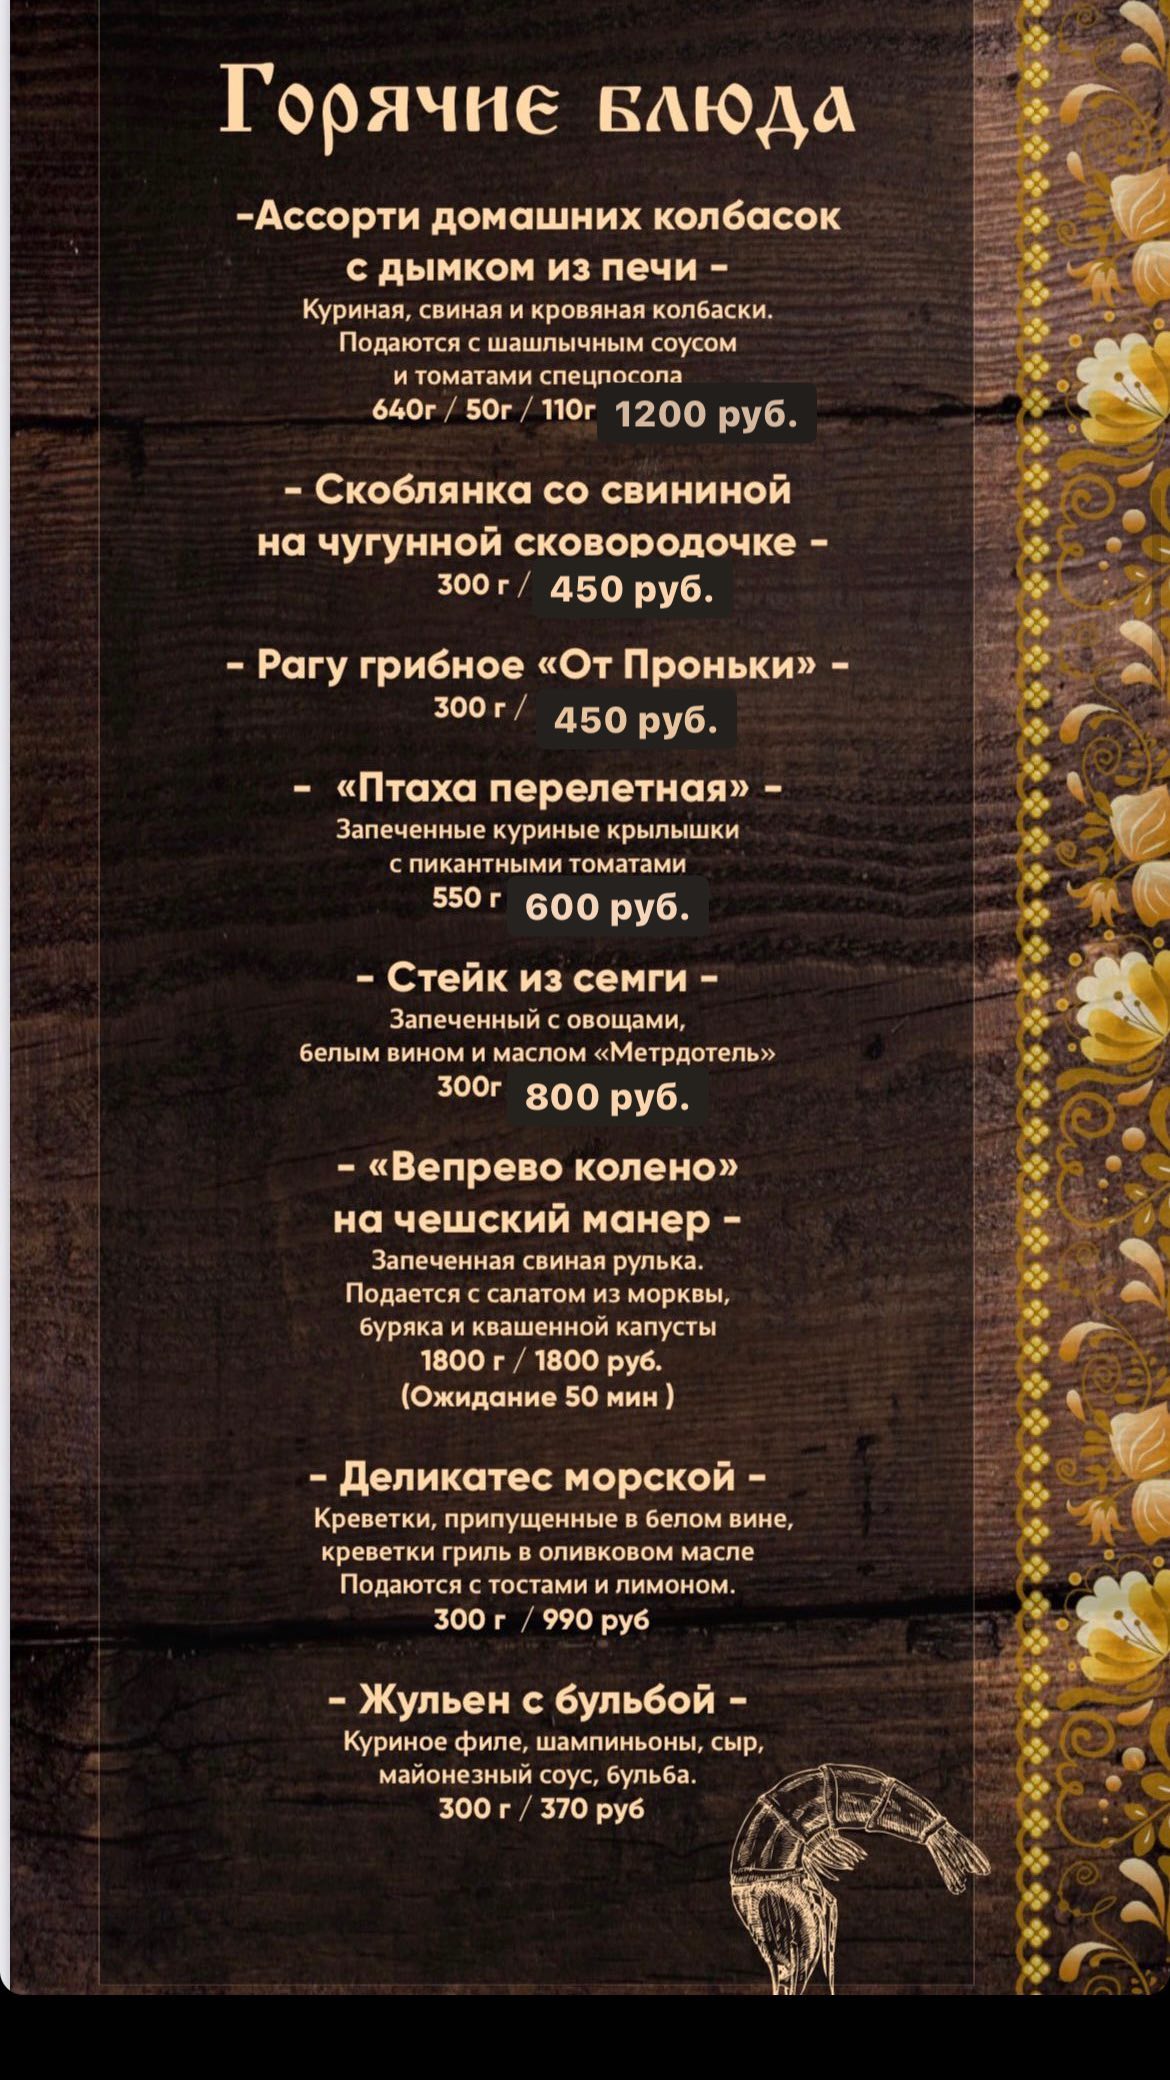 Горячие блюда
-Ассорти домашних колбасок
с дымком из печи -
Куриная, свиная и кровяная колбаски.
Подаются с шашлычным соусом
и томатами спецпосола
640г / 50г / 110г 1200 руб.
- Скоблянка со свининой
на чугунной сковородочке -
300 г / 450 руб.
- Рагу грибное «От Проньки» -
300 г / 450 руб.
- «Птаха перелетная» -
Запеченные куриные крылышки
с пикантными томатами
550 г 600 руб.
- Стейк из семги -
Запеченный с овощами,
белым вином и маслом «Метрдотель»
300г 800 руб.
- «Вепрево колено»
на чешский манер -
Запеченная свиная рулька.
Подается с салатом из морквы,
буряка и квашенной капусты
1800 г / 1800 руб.
(Ожидание 50 мин )
- Деликатес морской -
Креветки, припущенные в белом вине,
креветки гриль в оливковом масле
Подаются с тостами и лимоном.
300 г / 990 руб
- Жульен с бульбой -
Куриное филе, шампиньоны, сыр,
майонезный соус, бульба.
300 г / 370 руб